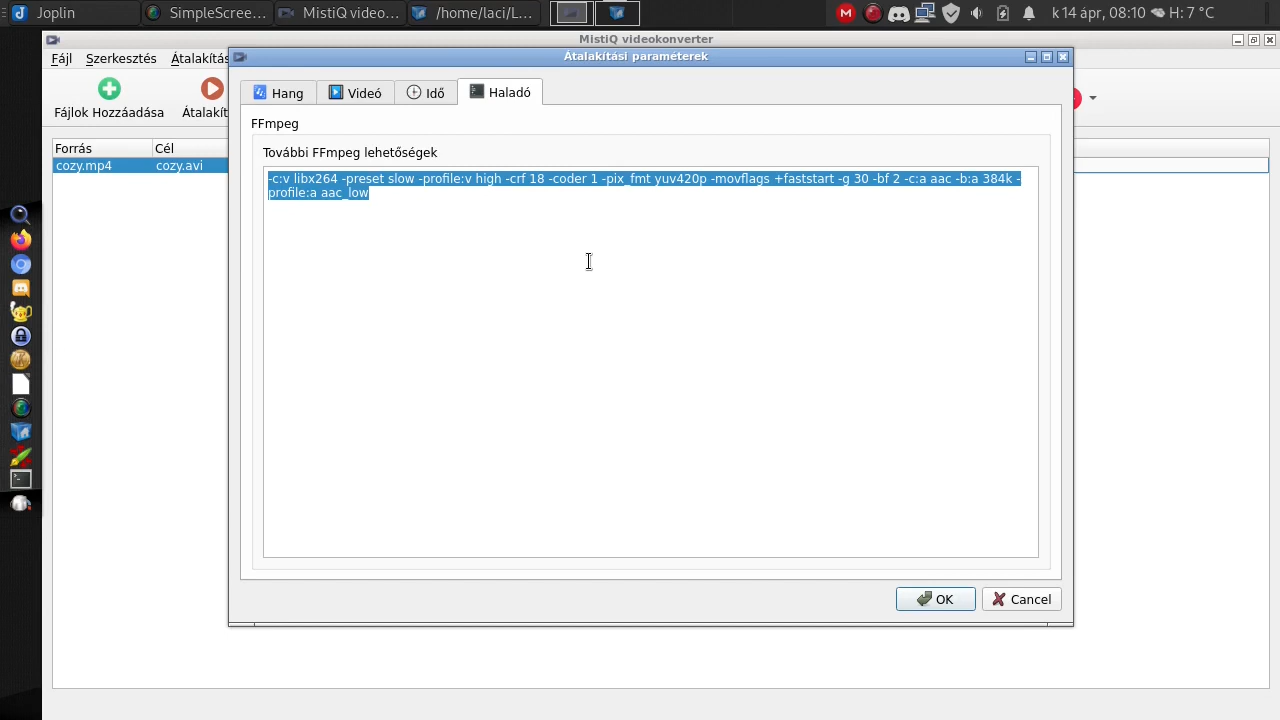 Joplin
SimpleScree...
MistiQ video...
/home/laci/L...
k 14 ápr, 08:10
H: 7 °C
MistiQ videokonverter
Fájl
Szerkesztés
Átalakítás
Átalakítási paraméterek
Fájlok Hozzáadása
Átalakít
Hang
Videó
Idő
Haladó
FFmpeg
További FFmpeg lehetőségek
Forrás
Cél
cozy.mp4
cozy.avi
-c:v libx264 -preset slow -profile:v high -crf 18 -coder 1 -pix_fmt yuv420p -movflags +faststart -g 30 -bf 2 -c:a aac -b:a 384k -
profile:a aac_low
OK
Cancel